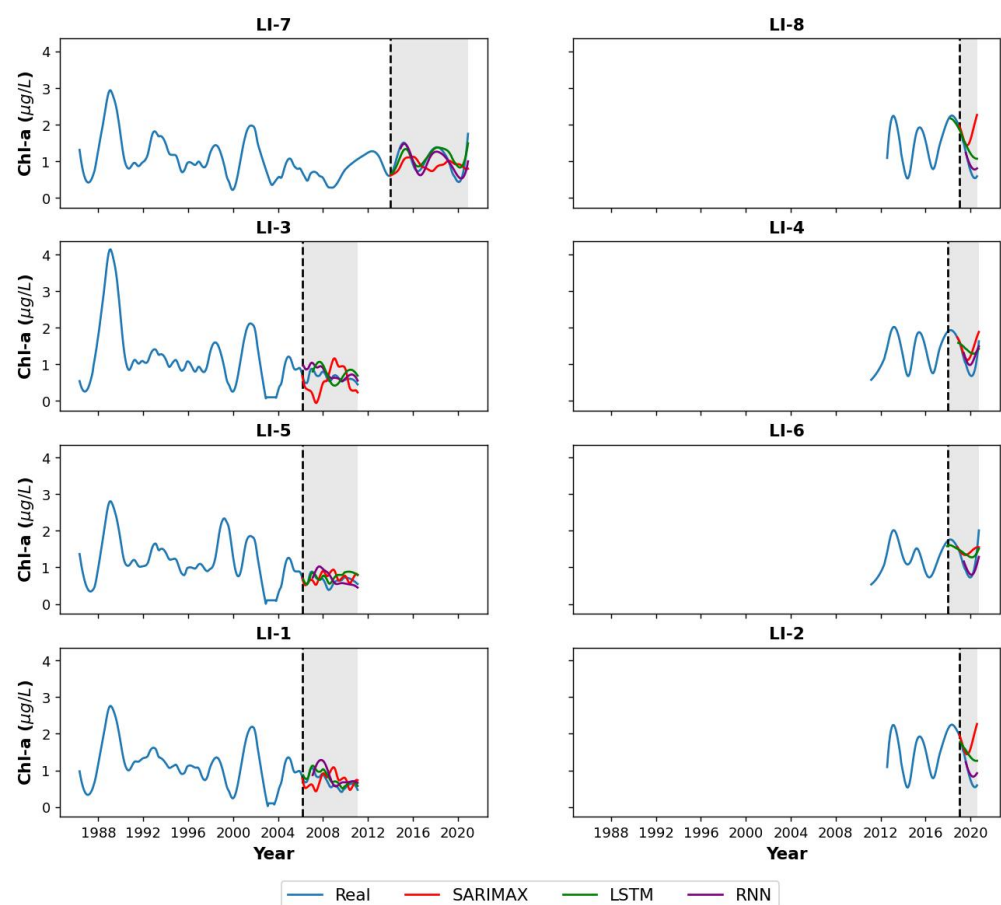 LI-7 LI-8
Chl-a (µg/L)
4
3
2
1
0
LI-3 LI-4
Chl-a (µg/L)
4
3
2
1
0
LI-5 LI-6
Chl-a (µg/L)
4
3
2
1
0
LI-1 LI-2
Chl-a (µg/L)
4
3
2
1
0
1988 1992 1996 2000 2004 2008 2012 2016 2020 1988 1992 1996 2000 2004 2008 2012 2016 2020
Year Year
Real SARIMAX LSTM RNN